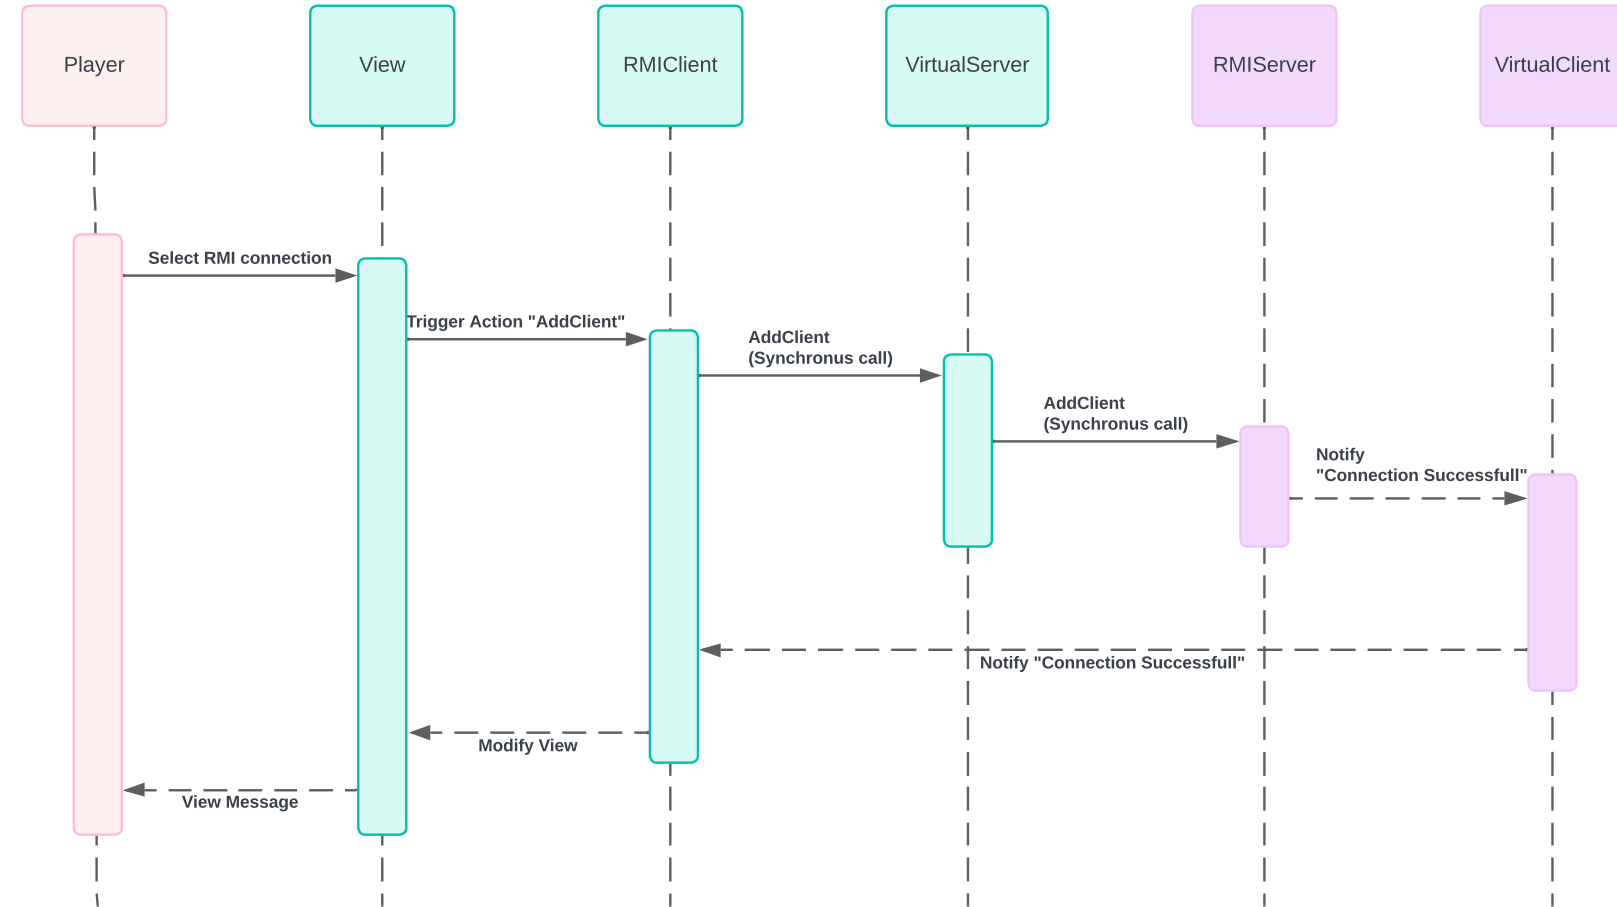 Player
View
RMIClient
VirtualServer
RMIServer
VirtualClient
Select RMI connection
Trigger Action "AddClient"
AddClient
(Synchronus call)
AddClient
(Synchronus call)
Notify
"Connection Successfull"
Notify "Connection Successfull"
Modify View
View Message